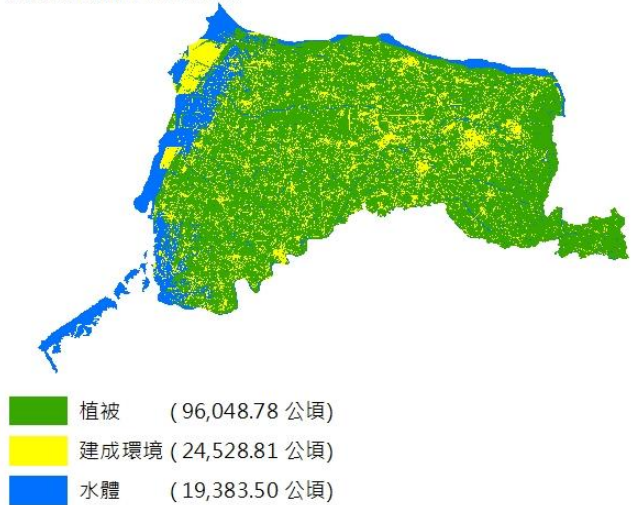 植被 (96,048.78 公頃)
建成環境 (24,528.81 公頃)
水體 (19,383.50 公頃)